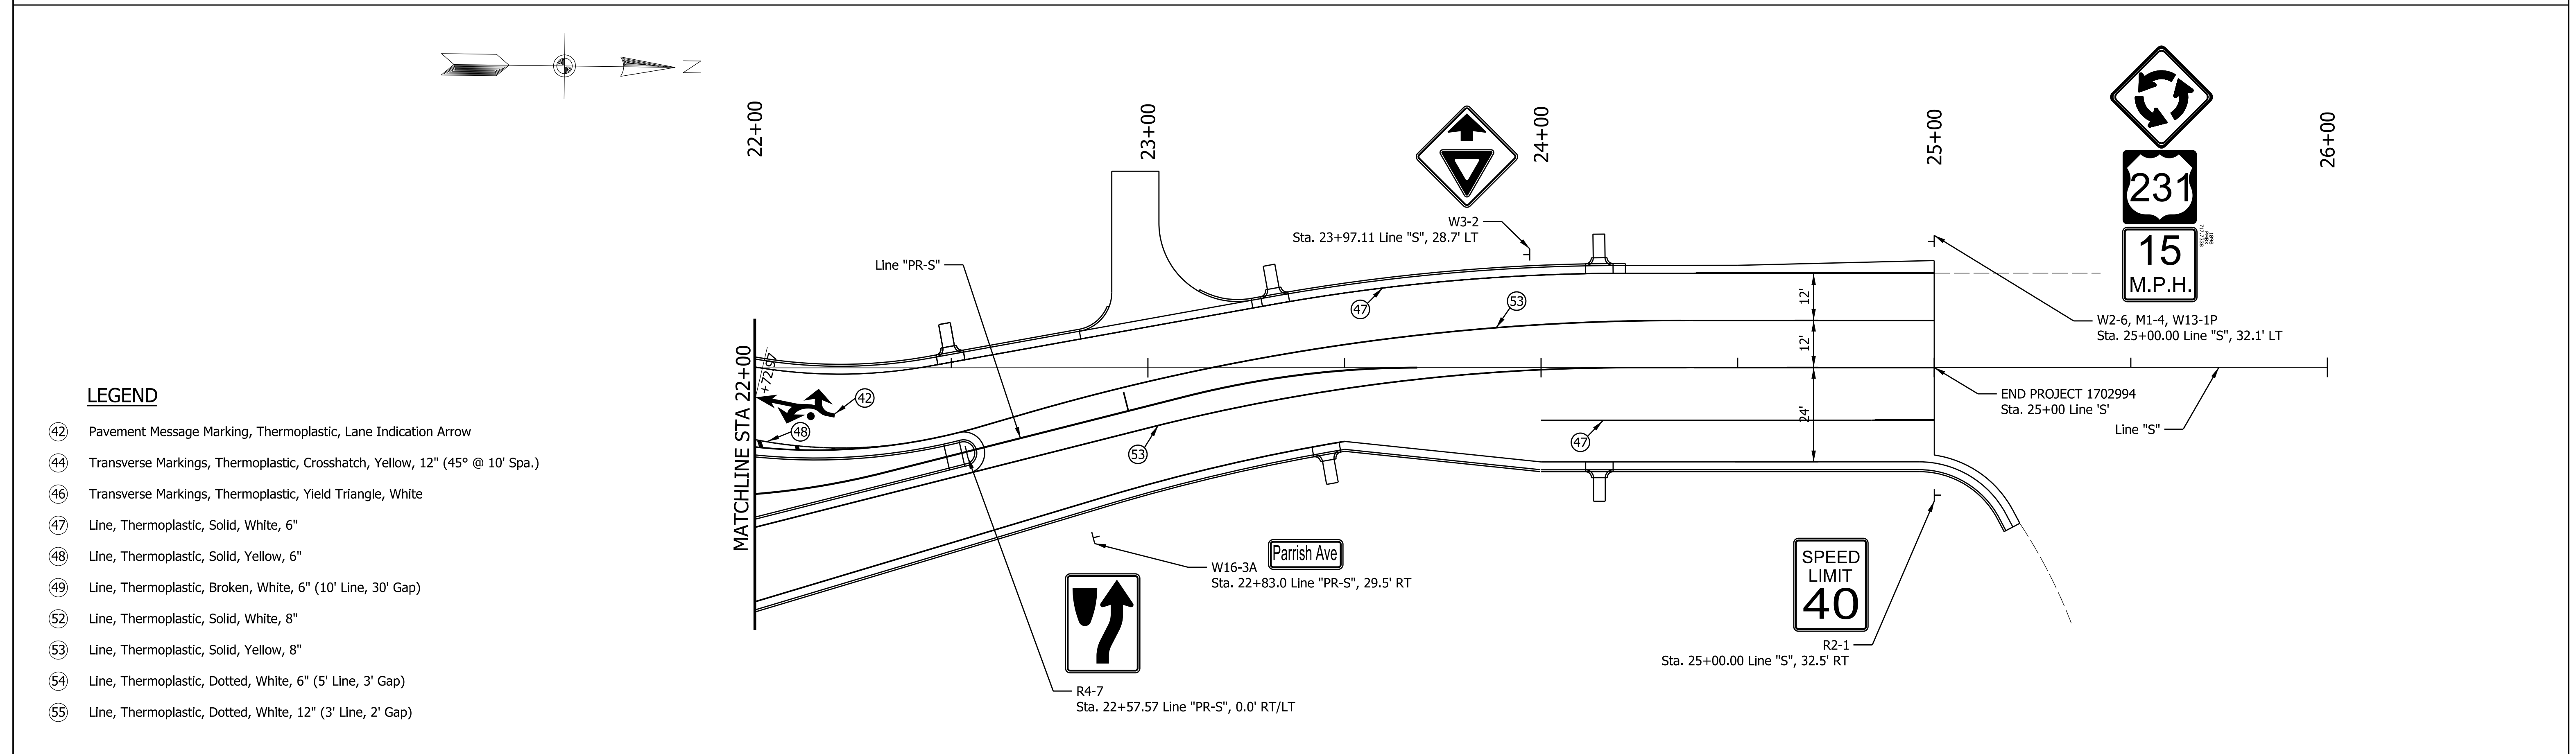 N
22+00
23+00
24+00
25+00
26+00
231
15
M.P.H.
W3-2
Sta. 23+97.11 Line "S", 28.7' LT
Line "PR-S"
47
53
12'
12'
24'
W2-6, M1-4, W13-1P
Sta. 25+00.00 Line "S", 32.1' LT
END PROJECT 1702994
Sta. 25+00 Line 'S'
Line "S"
MATCHLINE STA 22+00
+72.97
42
48
53
47
LEGEND
42 Pavement Message Marking, Thermoplastic, Lane Indication Arrow
44 Transverse Markings, Thermoplastic, Crosshatch, Yellow, 12" (45° @ 10' Spa.)
46 Transverse Markings, Thermoplastic, Yield Triangle, White
47 Line, Thermoplastic, Solid, White, 6"
48 Line, Thermoplastic, Solid, Yellow, 6"
49 Line, Thermoplastic, Broken, White, 6" (10' Line, 30' Gap)
52 Line, Thermoplastic, Solid, White, 8"
53 Line, Thermoplastic, Solid, Yellow, 8"
54 Line, Thermoplastic, Dotted, White, 6" (5' Line, 3' Gap)
55 Line, Thermoplastic, Dotted, White, 12" (3' Line, 2' Gap)
Parrish Ave
W16-3A
Sta. 22+83.0 Line "PR-S", 29.5' RT
R4-7
Sta. 22+57.57 Line "PR-S", 0.0' RT/LT
SPEED
LIMIT
40
R2-1
Sta. 25+00.00 Line "S", 32.5' RT